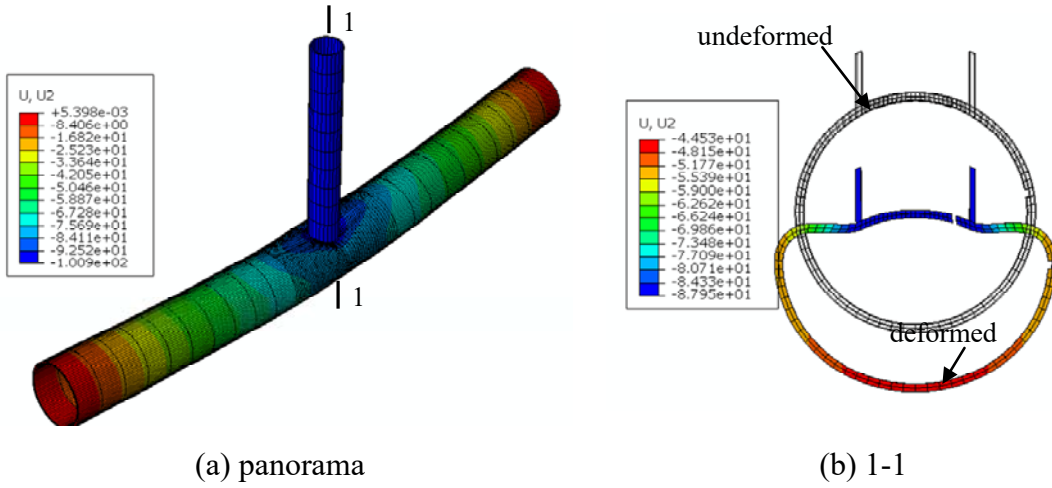 1
undeformed
U, U2
+5.398e-03
-8.406e+00
-1.682e+01
-2.523e+01
-3.364e+01
-4.205e+01
-5.046e+01
-5.887e+01
-6.728e+01
-7.569e+01
-8.411e+01
-9.252e+01
-1.009e+02
1
U, U2
-4.453e+01
-4.815e+01
-5.177e+01
-5.539e+01
-5.900e+01
-6.262e+01
-6.624e+01
-6.986e+01
-7.348e+01
-7.709e+01
-8.071e+01
-8.433e+01
-8.795e+01
deformed
(a) panorama
(b) 1-1